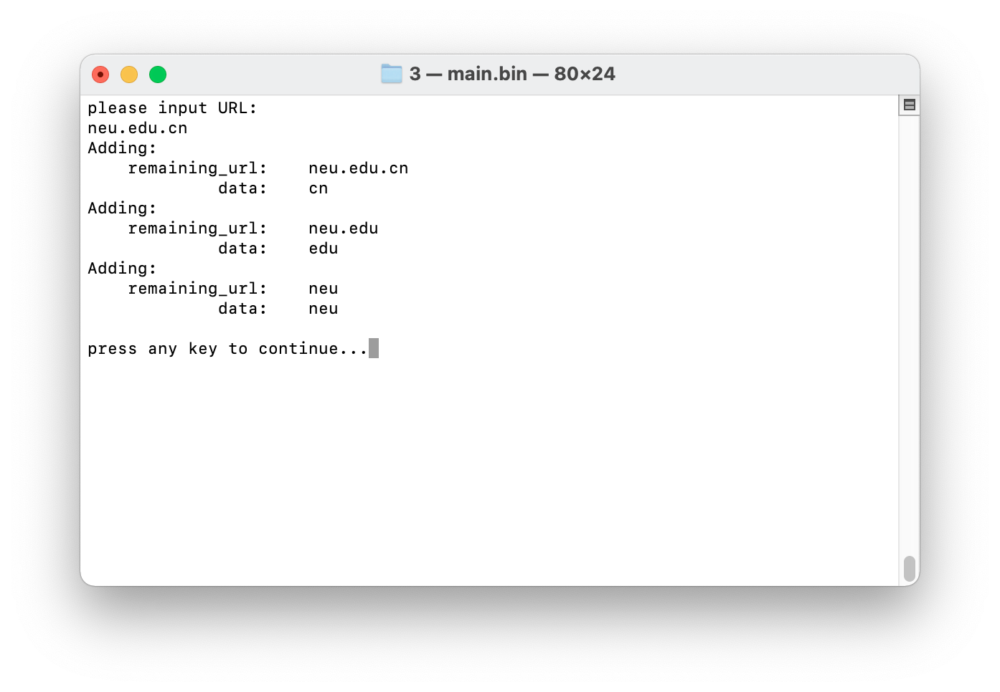 3 — main.bin — 80×24
please input URL:
neu.edu.cn
Adding:
    remaining_url:    neu.edu.cn
             data:    cn
Adding:
    remaining_url:    neu.edu
             data:    edu
Adding:
    remaining_url:    neu
             data:    neu

press any key to continue...